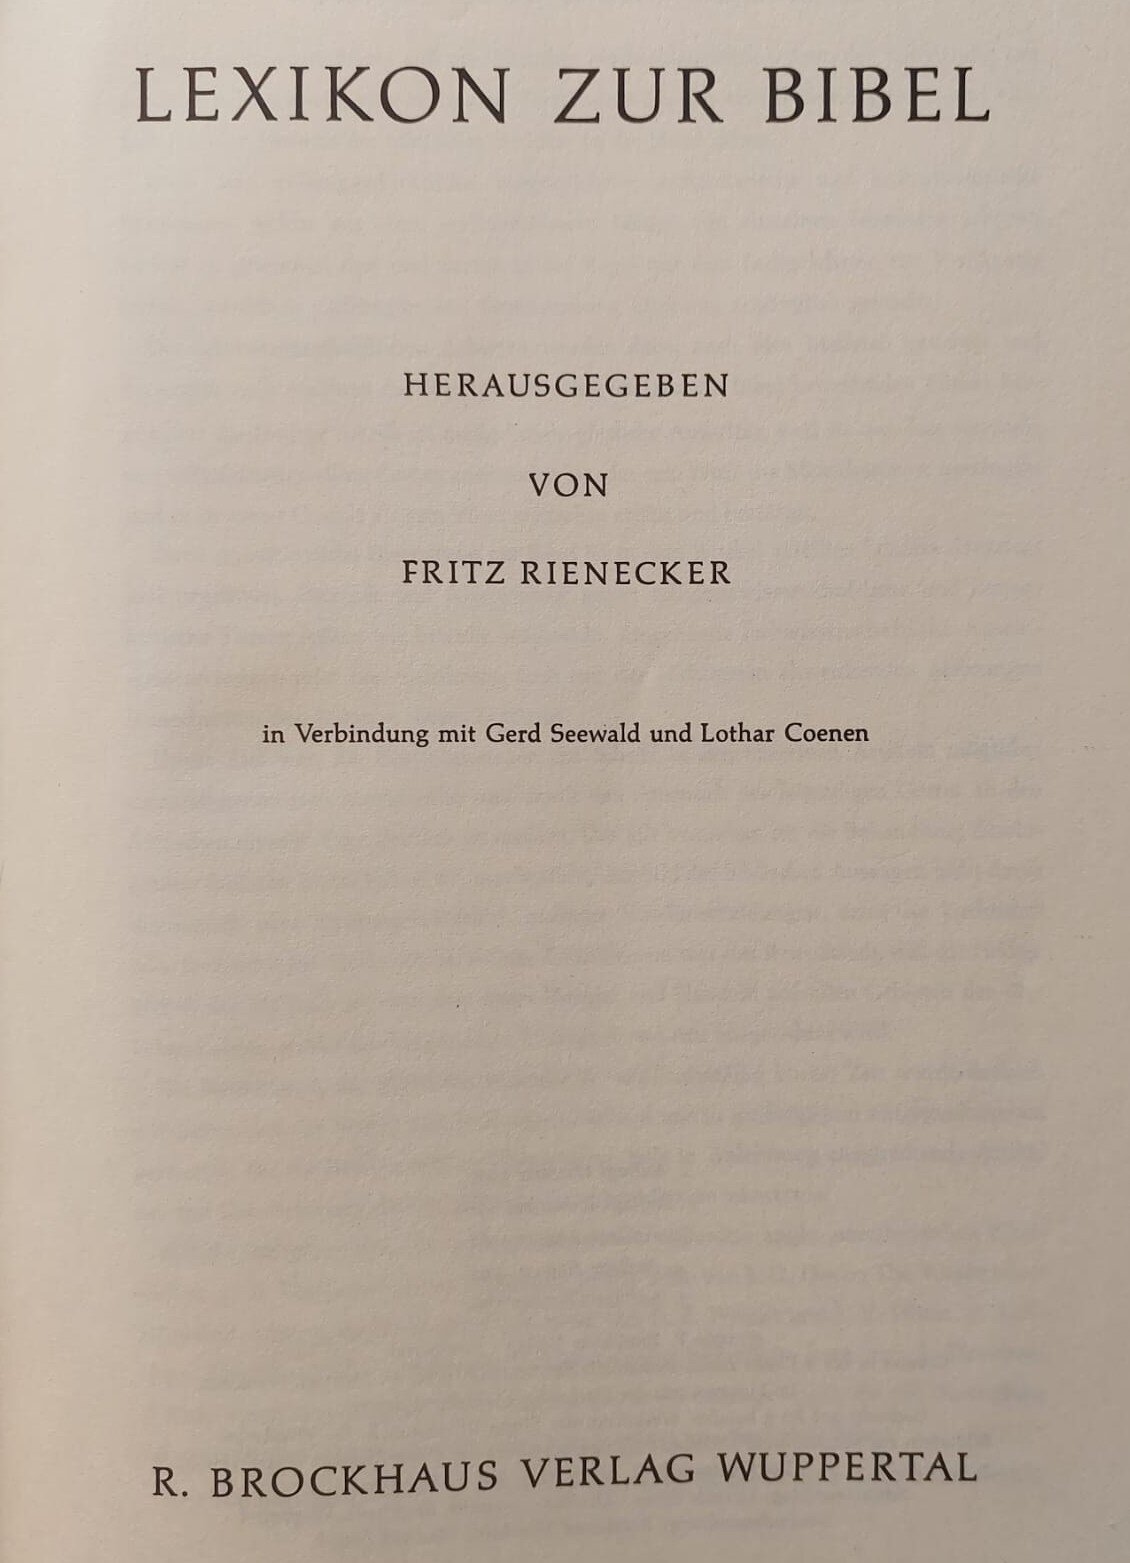 LEXIKON ZUR BIBEL
HERAUSGEGEBEN
VON
FRITZ RIENECKER
in Verbindung mit Gerd Seewald und Lothar Coenen
R. BROCKHAUS VERLAG WUPPERTAL